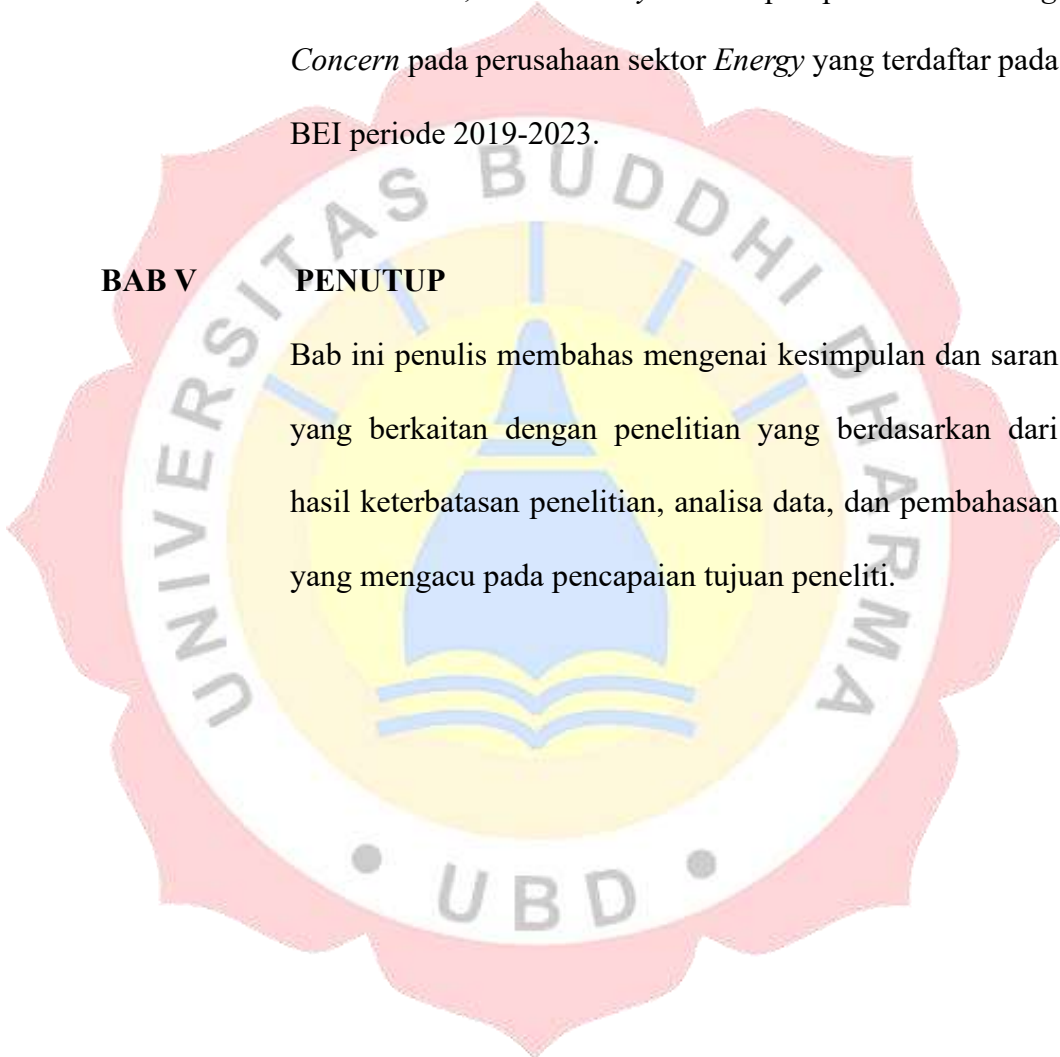 Concern pada perusahaan sektor Energy yang terdaftar pada
BEI periode 2019-2023.
BAB V PENUTUP
Bab ini penulis membahas mengenai kesimpulan dan saran
yang berkaitan dengan penelitian yang berdasarkan dari
hasil keterbatasan penelitian, analisa data, dan pembahasan
yang mengacu pada pencapaian tujuan peneliti.
UNIVERSITAS BUDDHI DHARMA
• UBD •